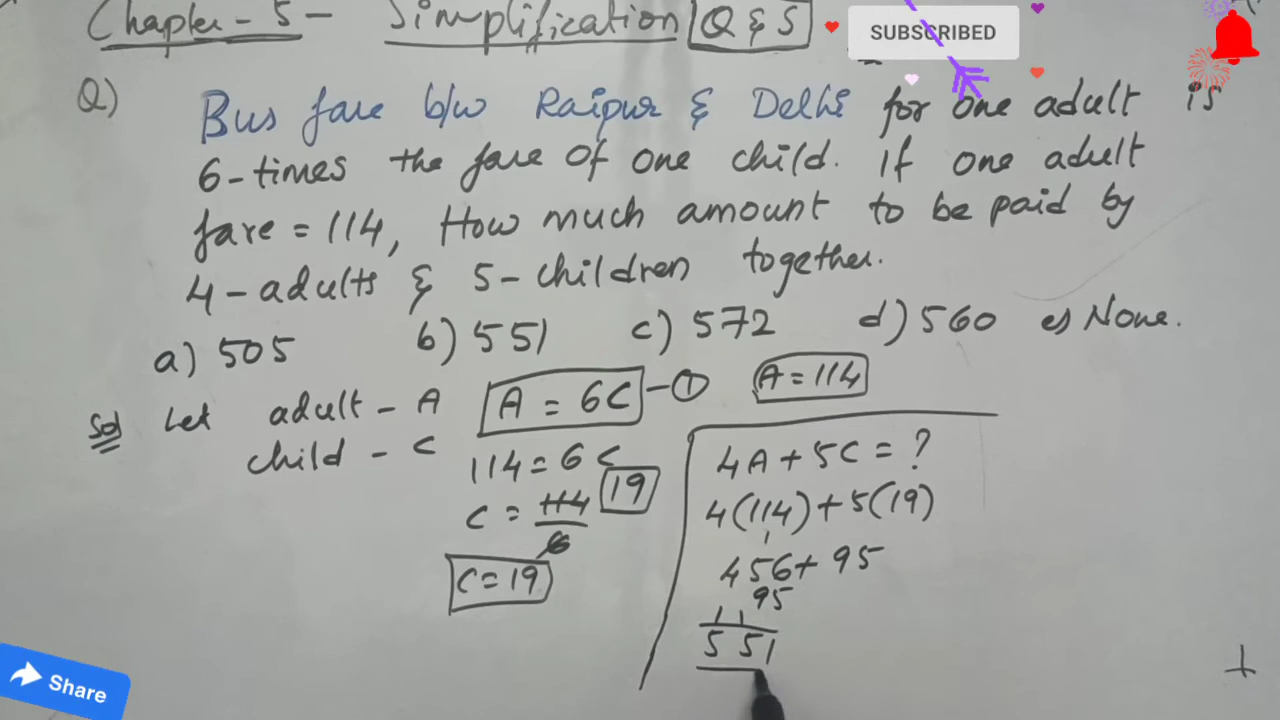 Chapter - 5 - Simplification Q & S
SUBSCRIBED
Q) Bus fare b/w Raipur & Delhi for one adult is
6-times the fare of one child. If one adult
fare = 114, How much amount to be paid by
4-adults & 5-children together.
a) 505 b) 551 c) 572 d) 560 e) None.
Sol Let adult - A A = 6C - ① A = 114
child - C
114 = 6C
C = 114/6 19
C = 19
4A + 5C = ?
4(114) + 5(19)
1
456 + 95
95
1 1
551
Share